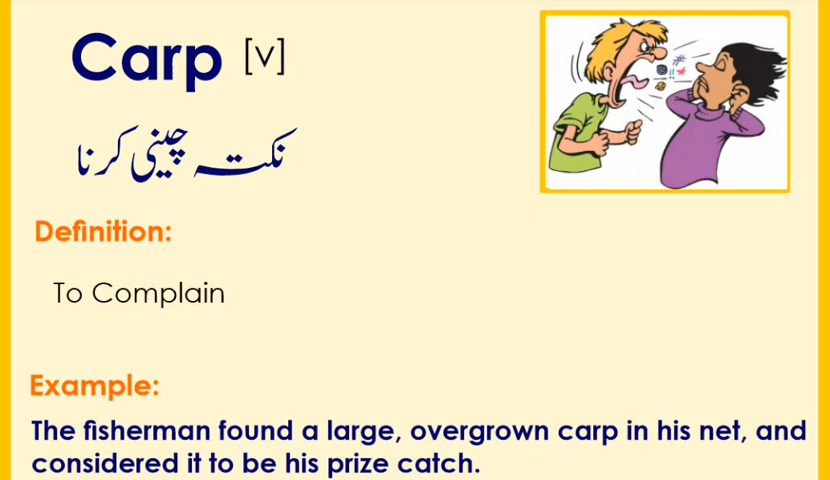 Carp [v]
نکتہ چینی کرنا
Definition:
To Complain
Example:
The fisherman found a large, overgrown carp in his net, and
considered it to be his prize catch.